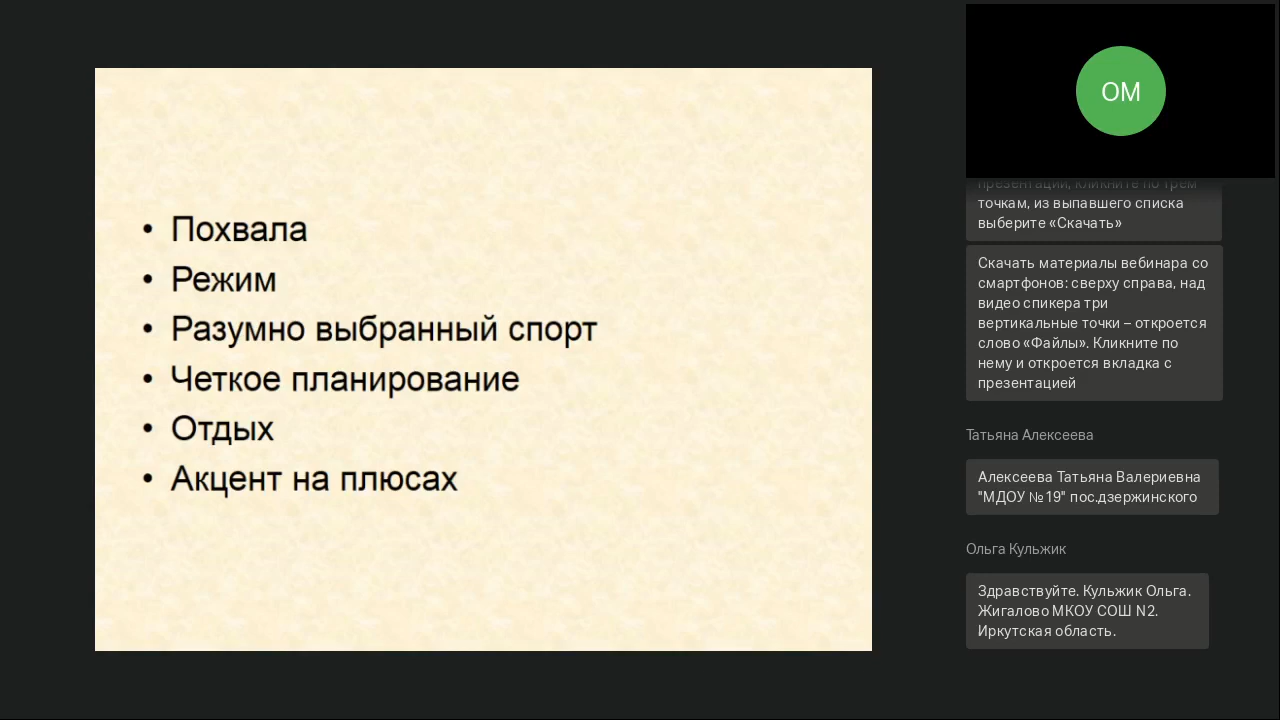 • Похвала
• Режим
• Разумно выбранный спорт
• Четкое планирование
• Отдых
• Акцент на плюсах
ОМ
презентации, кликните по трем
точкам, из выпавшего списка
выберите «Скачать»
Скачать материалы вебинара со
смартфонов: сверху справа, над
видео спикера три
вертикальные точки – откроется
слово «Файлы». Кликните по
нему и откроется вкладка с
презентацией
Татьяна Алексеева
Алексеева Татьяна Валериевна
"МДОУ №19" пос.дзержинского
Ольга Кульжик
Здравствуйте. Кульжик Ольга.
Жигалово МКОУ СОШ N2.
Иркутская область.